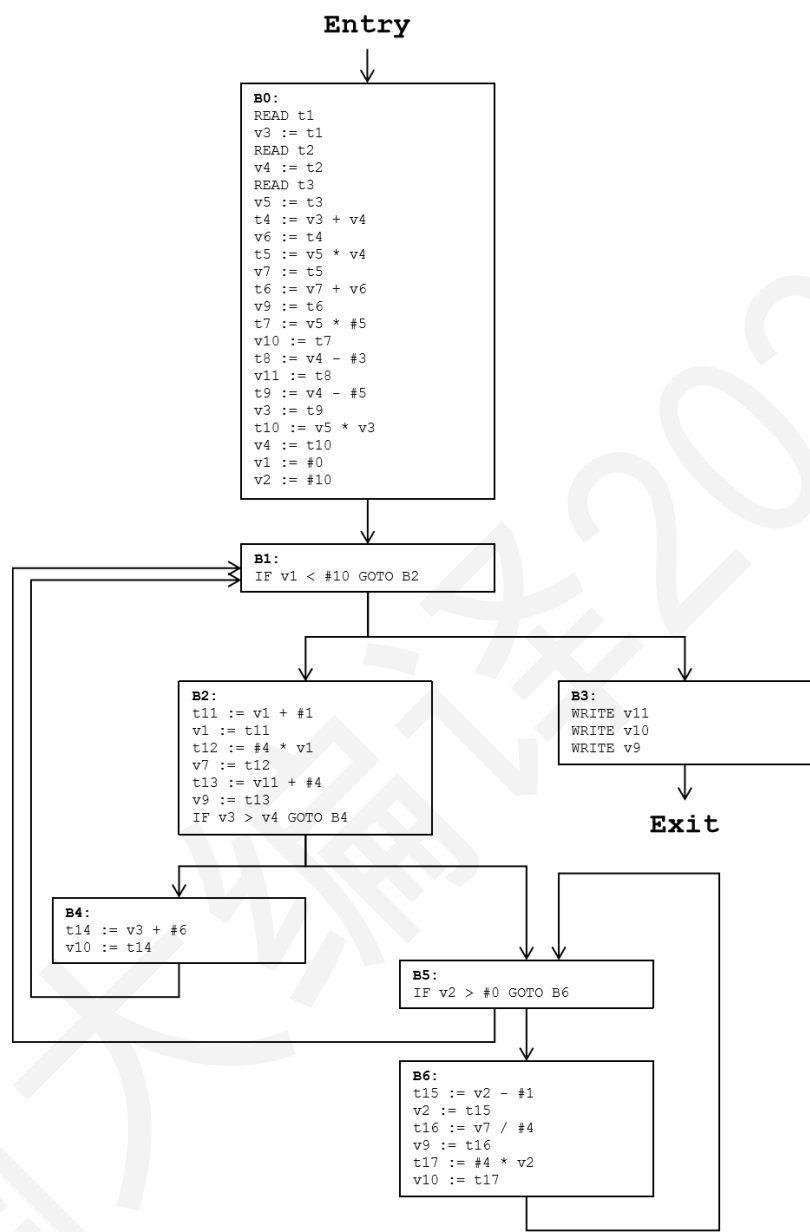 Entry
B0:
READ t1
v3 := t1
READ t2
v4 := t2
READ t3
v5 := t3
t4 := v3 + v4
v6 := t4
t5 := v5 * v4
v7 := t5
t6 := v7 + v6
v9 := t6
t7 := v5 * #5
v10 := t7
t8 := v4 - #3
v11 := t8
t9 := v4 - #5
v3 := t9
t10 := v5 * v3
v4 := t10
v1 := #0
v2 := #10
B1:
IF v1 < #10 GOTO B2
B2:
t11 := v1 + #1
v1 := t11
t12 := #4 * v1
v7 := t12
t13 := v11 + #4
v9 := t13
IF v3 > v4 GOTO B4
B3:
WRITE v11
WRITE v10
WRITE v9
Exit
B4:
t14 := v3 + #6
v10 := t14
B5:
IF v2 > #0 GOTO B6
B6:
t15 := v2 - #1
v2 := t15
t16 := v7 / #4
v9 := t16
t17 := #4 * v2
v10 := t17
大编译202